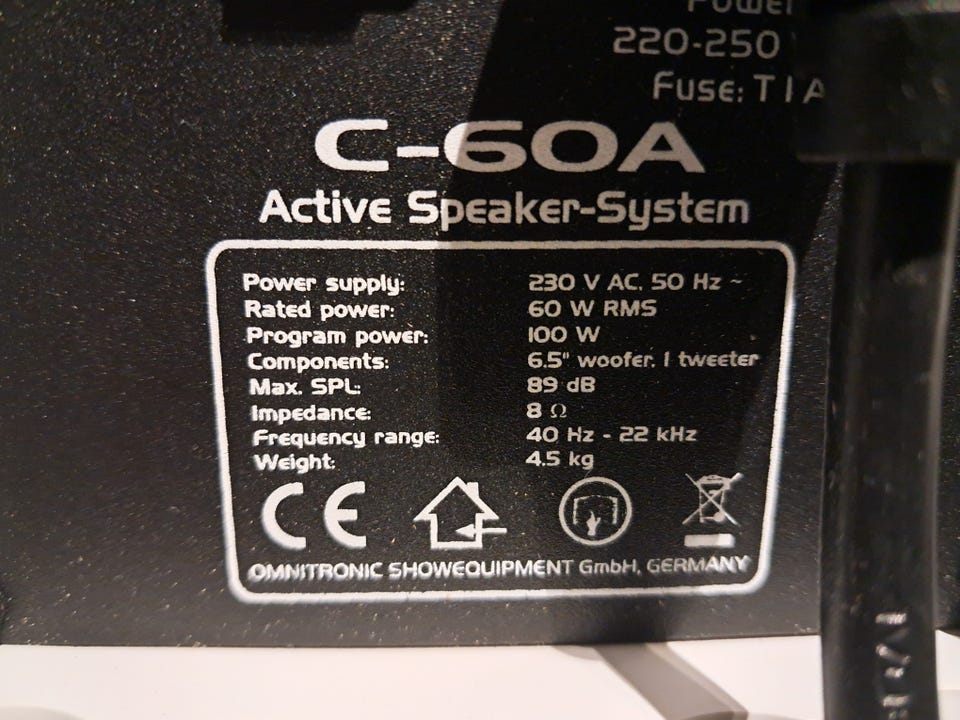 220-250
Fuse: T 1 A
C-60A
Active Speaker-System
Power supply: 230 V AC, 50 Hz ~
Rated power: 60 W RMS
Program power: 100 W
Components: 6.5" woofer, 1 tweeter
Max. SPL: 89 dB
Impedance: 8 Ω
Frequency range: 40 Hz - 22 kHz
Weight: 4.5 kg
CE
OMNITRONIC SHOWEQUIPMENT GmbH, GERMANY